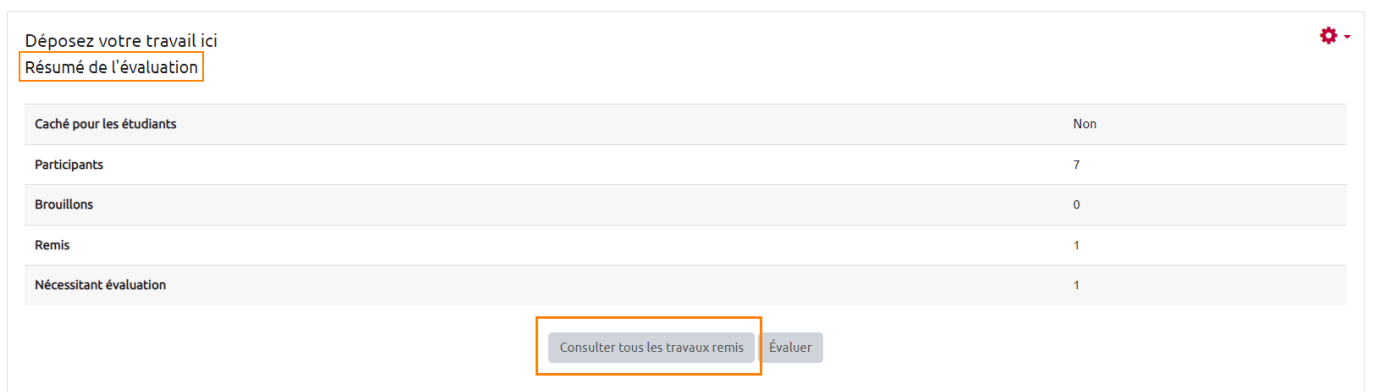 Déposez votre travail ici
Résumé de l'évaluation
Caché pour les étudiants Non
Participants 7
Brouillons 0
Remis 1
Nécessitant évaluation 1
Consulter tous les travaux remis Évaluer